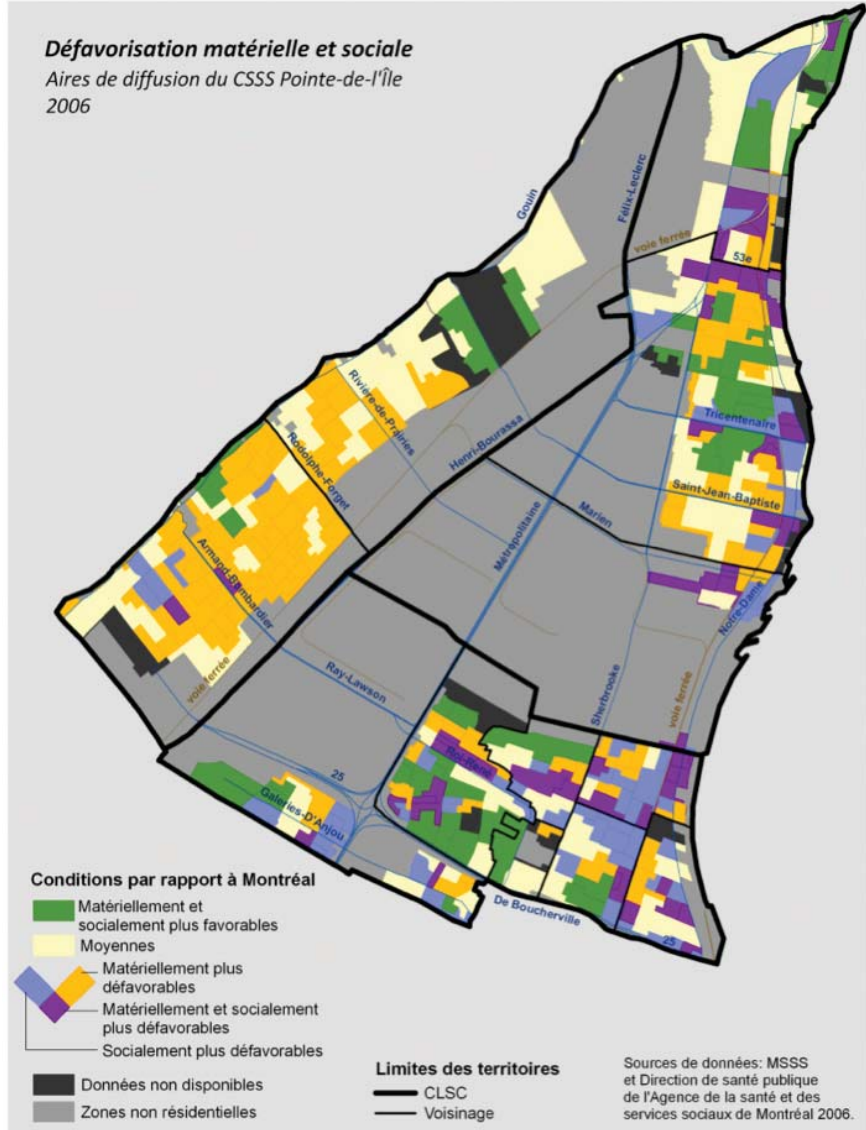 Défavorisation matérielle et sociale
Aires de diffusion du CSSS Pointe-de-l'Île
2006
Gouin
Félix-Leclerc
voie ferrée
53e
Rivière-de-Prairies
Rodolphe-Forget
Henri-Bourassa
Tricentenaire
Saint-Jean-Baptiste
Armand-Bombardier
Métropolitaine
Marien
Notre-Dame
voie ferrée
Ray-Lawson
Sherbrooke
voie ferrée
Roi-René
25
Galeries-D'Anjou
De Boucherville
25
Conditions par rapport à Montréal
Matériellement et
socialement plus favorables
Moyennes
Matériellement plus
défavorables
Matériellement et socialement
plus défavorables
Socialement plus défavorables
Données non disponibles
Zones non résidentielles
Limites des territoires
CLSC
Voisinage
Sources de données: MSSS
et Direction de santé publique
de l'Agence de la santé et des
services sociaux de Montréal 2006.